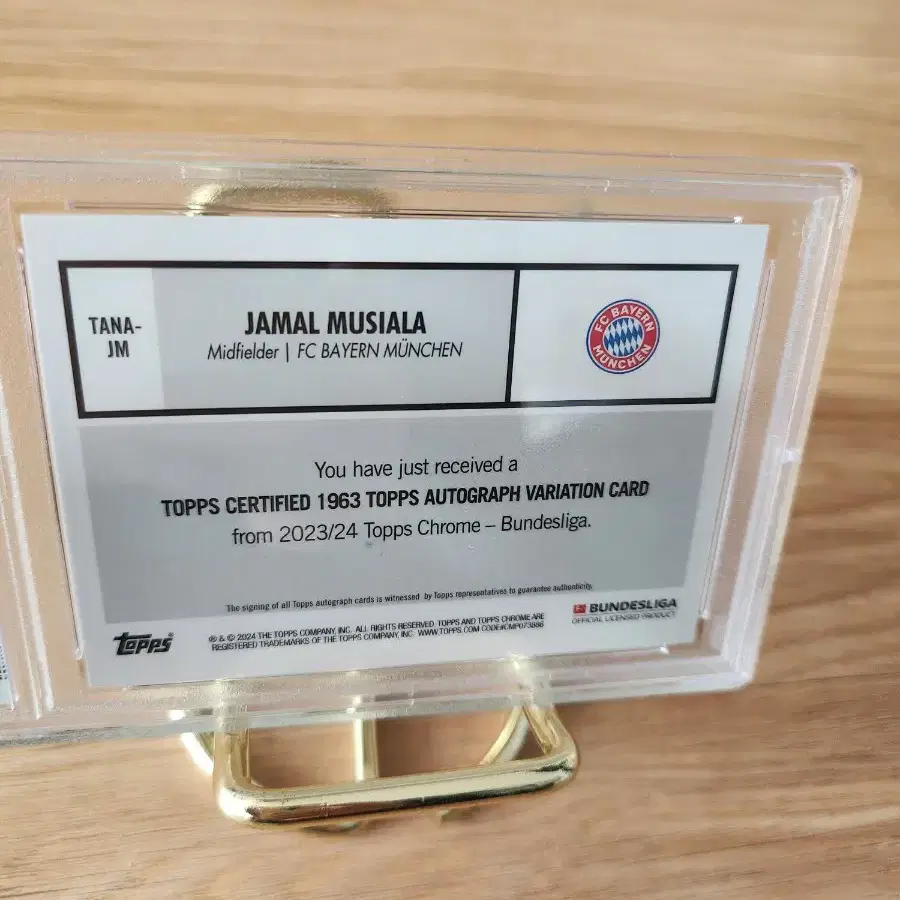 TANA-
JM
JAMAL MUSIALA
Midfielder | FC BAYERN MÜNCHEN
FC BAYERN
MÜNCHEN
You have just received a
TOPPS CERTIFIED 1963 TOPPS AUTOGRAPH VARIATION CARD
from 2023/24 Topps Chrome – Bundesliga.
The signing of all Topps autograph cards is witnessed by Topps representatives to guarantee authenticity.
topps®
® & © 2024 THE TOPPS COMPANY, INC. ALL RIGHTS RESERVED. TOPPS AND TOPPS CHROME ARE
REGISTERED TRADEMARKS OF THE TOPPS COMPANY, INC. WWW.TOPPS.COM CODE#CMP073886
BUNDESLIGA
OFFICIAL LICENSED PRODUCT